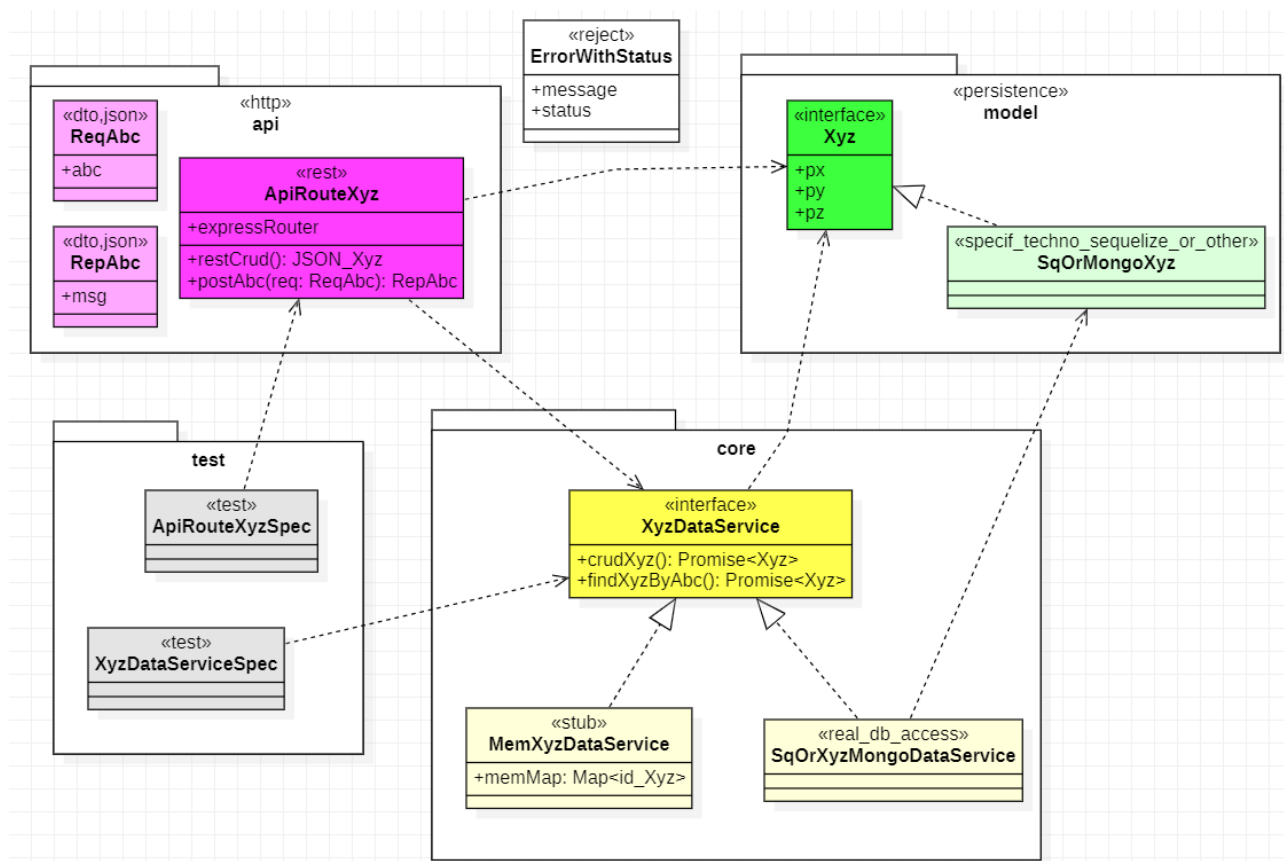 «reject»
ErrorWithStatus
+message
+status
«http»
api
«dto,json»
ReqAbc
+abc
«rest»
ApiRouteXyz
+expressRouter
+restCrud(): JSON_Xyz
+postAbc(req: ReqAbc): RepAbc
«dto,json»
RepAbc
+msg
«persistence»
model
«interface»
Xyz
+px
+py
+pz
«specif_techno_sequelize_or_other»
SqOrMongoXyz
test
«test»
ApiRouteXyzSpec
«test»
XyzDataServiceSpec
core
«interface»
XyzDataService
+crudXyz(): Promise<Xyz>
+findXyzByAbc(): Promise<Xyz>
«stub»
MemXyzDataService
+memMap: Map<id_Xyz>
«real_db_access»
SqOrXyzMongoDataService